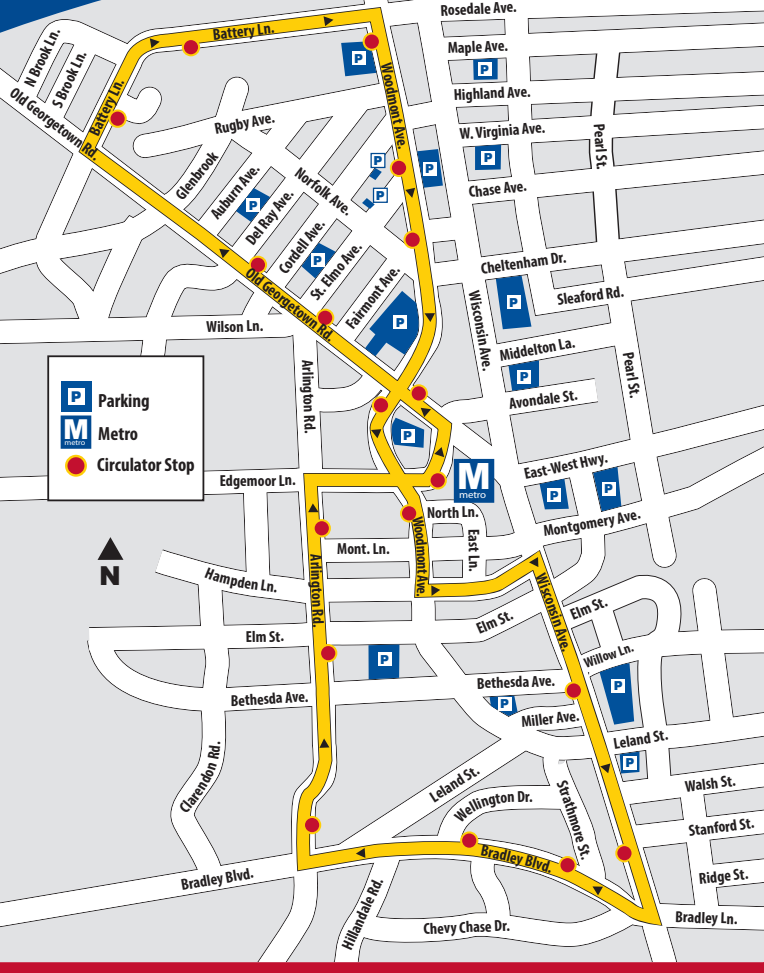 Rosedale Ave.
Battery Ln.
N Brook Ln.
Maple Ave.
P
P
S Brook Ln.
Highland Ave.
Old Georgetown Rd.
Battery Ln.
Woodmont Ave.
Rugby Ave.
W. Virginia Ave.
Pearl St.
P
P
P
Glenbrook
Norfolk Ave.
Chase Ave.
Auburn Ave.
P
P
Del Ray Ave.
Cordell Ave.
P
Cheltenham Dr.
St. Elmo Ave.
Old Georgetown Rd.
Fairmont Ave.
P
Sleaford Rd.
P
Wilson Ln.
Wisconsin Ave.
Middelton La.
Pearl St.
P
Avondale St.
Arlington Rd.
P Parking
M metro Metro
Circulator Stop
P
East-West Hwy.
Edgemoor Ln.
M
metro
P
P
North Ln.
Montgomery Ave.
Mont. Ln.
Woodmont Ave.
East Ln.
N
Hampden Ln.
Arlington Rd.
Wisconsin Ave.
Elm St.
Elm St.
Elm St.
Willow Ln.
P
Bethesda Ave.
Bethesda Ave.
P
P
Miller Ave.
Leland St.
P
Clarendon Rd.
Leland St.
Walsh St.
Wellington Dr.
Strathmore St.
Stanford St.
Bradley Blvd.
Bradley Blvd.
Ridge St.
Hillandale Rd.
Chevy Chase Dr.
Bradley Ln.